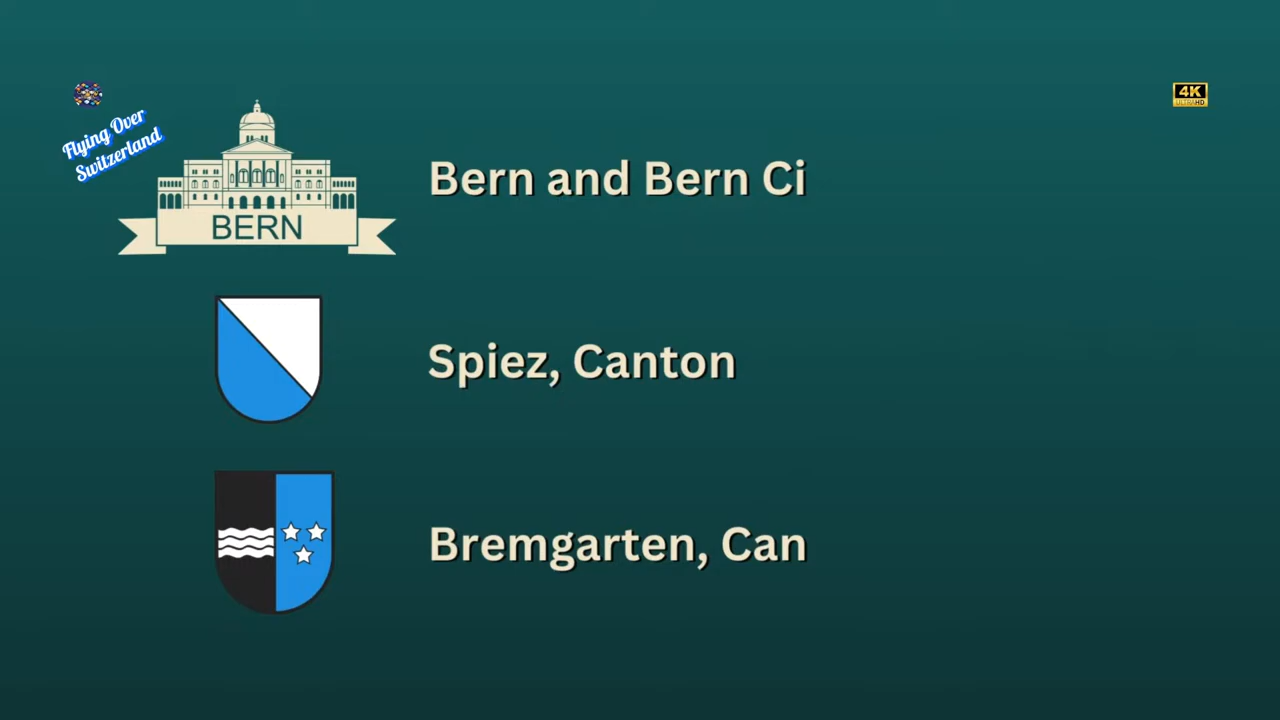 Flying Over
Switzerland
4K
ULTRA HD
BERN
Bern and Bern Ci
Spiez, Canton
Bremgarten, Can